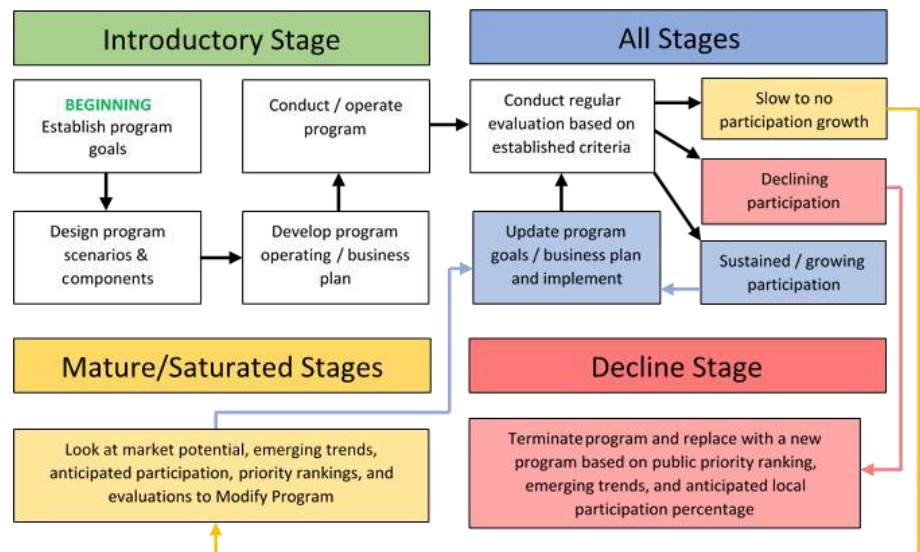 Introductory Stage
BEGINNING
Establish program
goals
Conduct / operate
program
Design program
scenarios &
components
Develop program
operating / business
plan
All Stages
Conduct regular
evaluation based on
established criteria
Slow to no
participation growth
Declining
participation
Update program
goals / business plan
and implement
Sustained / growing
participation
Mature/Saturated Stages
Look at market potential, emerging trends,
anticipated participation, priority rankings, and
evaluations to Modify Program
Decline Stage
Terminate program and replace with a new
program based on public priority ranking,
emerging trends, and anticipated local
participation percentage